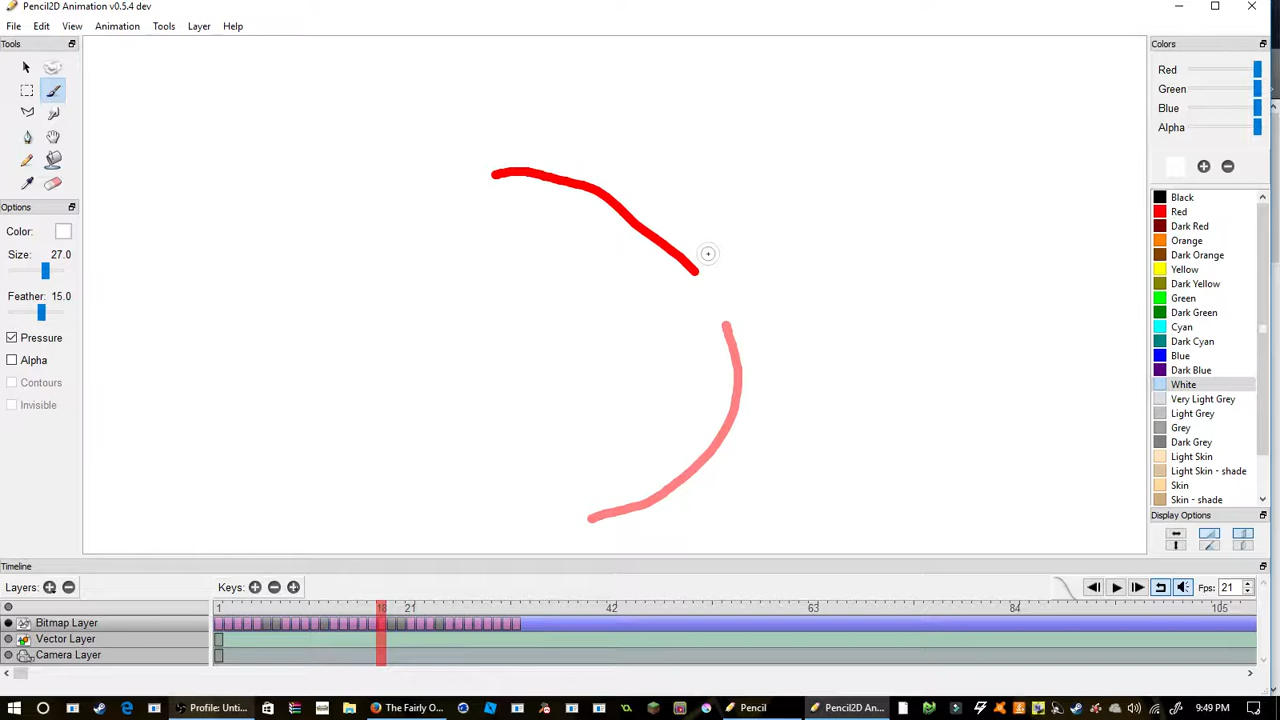 Pencil2D Animation v0.5.4 dev
File Edit View Animation Tools Layer Help
Tools
Options
Color:
Size: 27.0
Feather: 15.0
Pressure
Alpha
Contours
Invisible
Colors
Red
Green
Blue
Alpha
Black
Red
Dark Red
Orange
Dark Orange
Yellow
Dark Yellow
Green
Dark Green
Cyan
Dark Cyan
Blue
Dark Blue
White
Very Light Grey
Light Grey
Grey
Dark Grey
Light Skin
Light Skin - shade
Skin
Skin - shade
Display Options
Timeline
Layers: Keys: Fps: 21
1 18 21 42 63 84 105
Bitmap Layer
Vector Layer
Camera Layer
Profile: Unti... The Fairly O... Pencil Pencil2D An... 9:49 PM